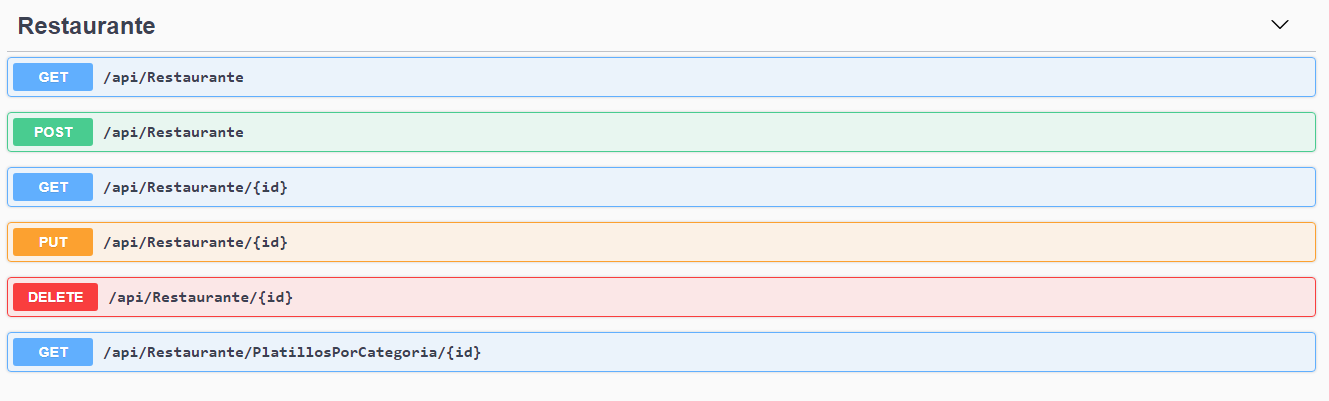 Restaurante
GET /api/Restaurante
POST /api/Restaurante
GET /api/Restaurante/{id}
PUT /api/Restaurante/{id}
DELETE /api/Restaurante/{id}
GET /api/Restaurante/PlatillosPorCategoria/{id}